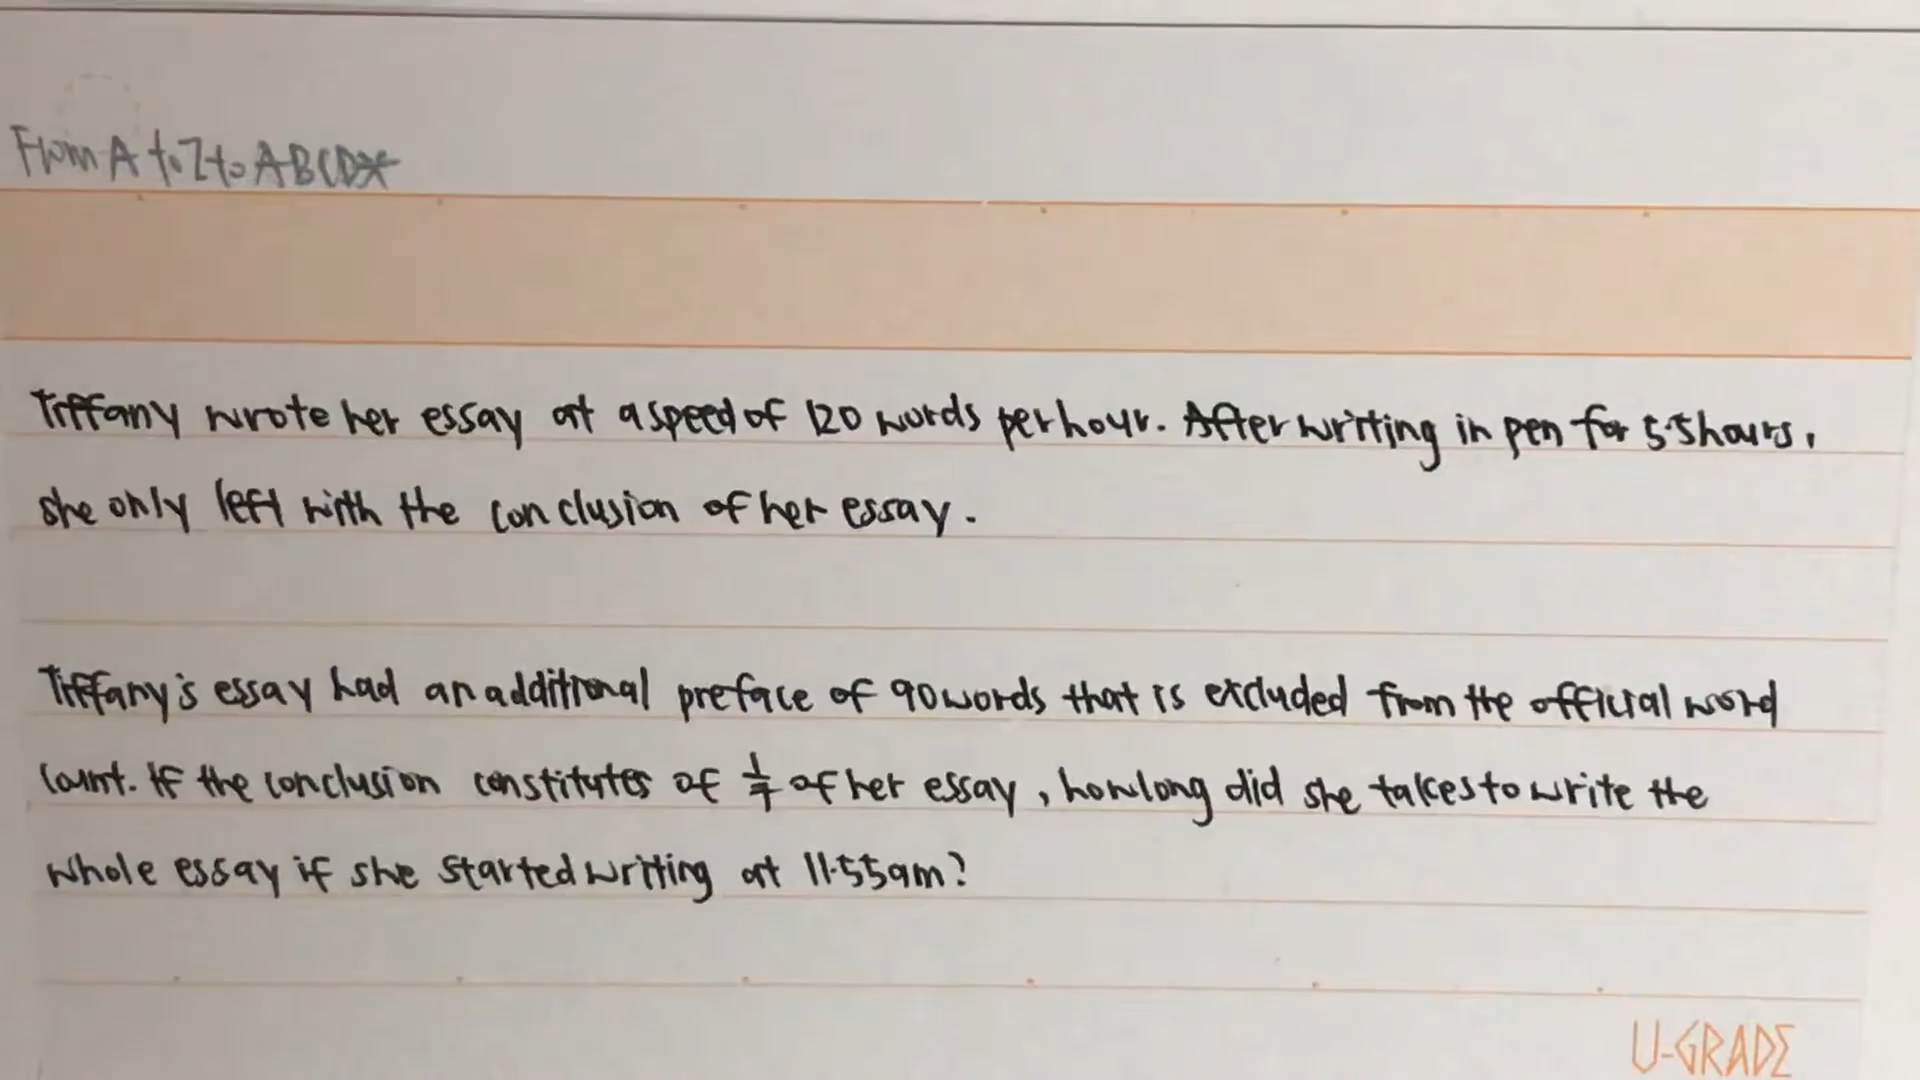 From A to Z to ABCDX
Tiffany wrote her essay at a speed of 120 words per hour. After writing in pen for 5.5 hours,
she only left with the conclusion of her essay.
Tiffany's essay had an additional preface of 90 words that is excluded from the official word
count. If the conclusion constitutes of 1/7 of her essay, how long did she takes to write the
whole essay if she started writing at 11.55am?
U-GRADE